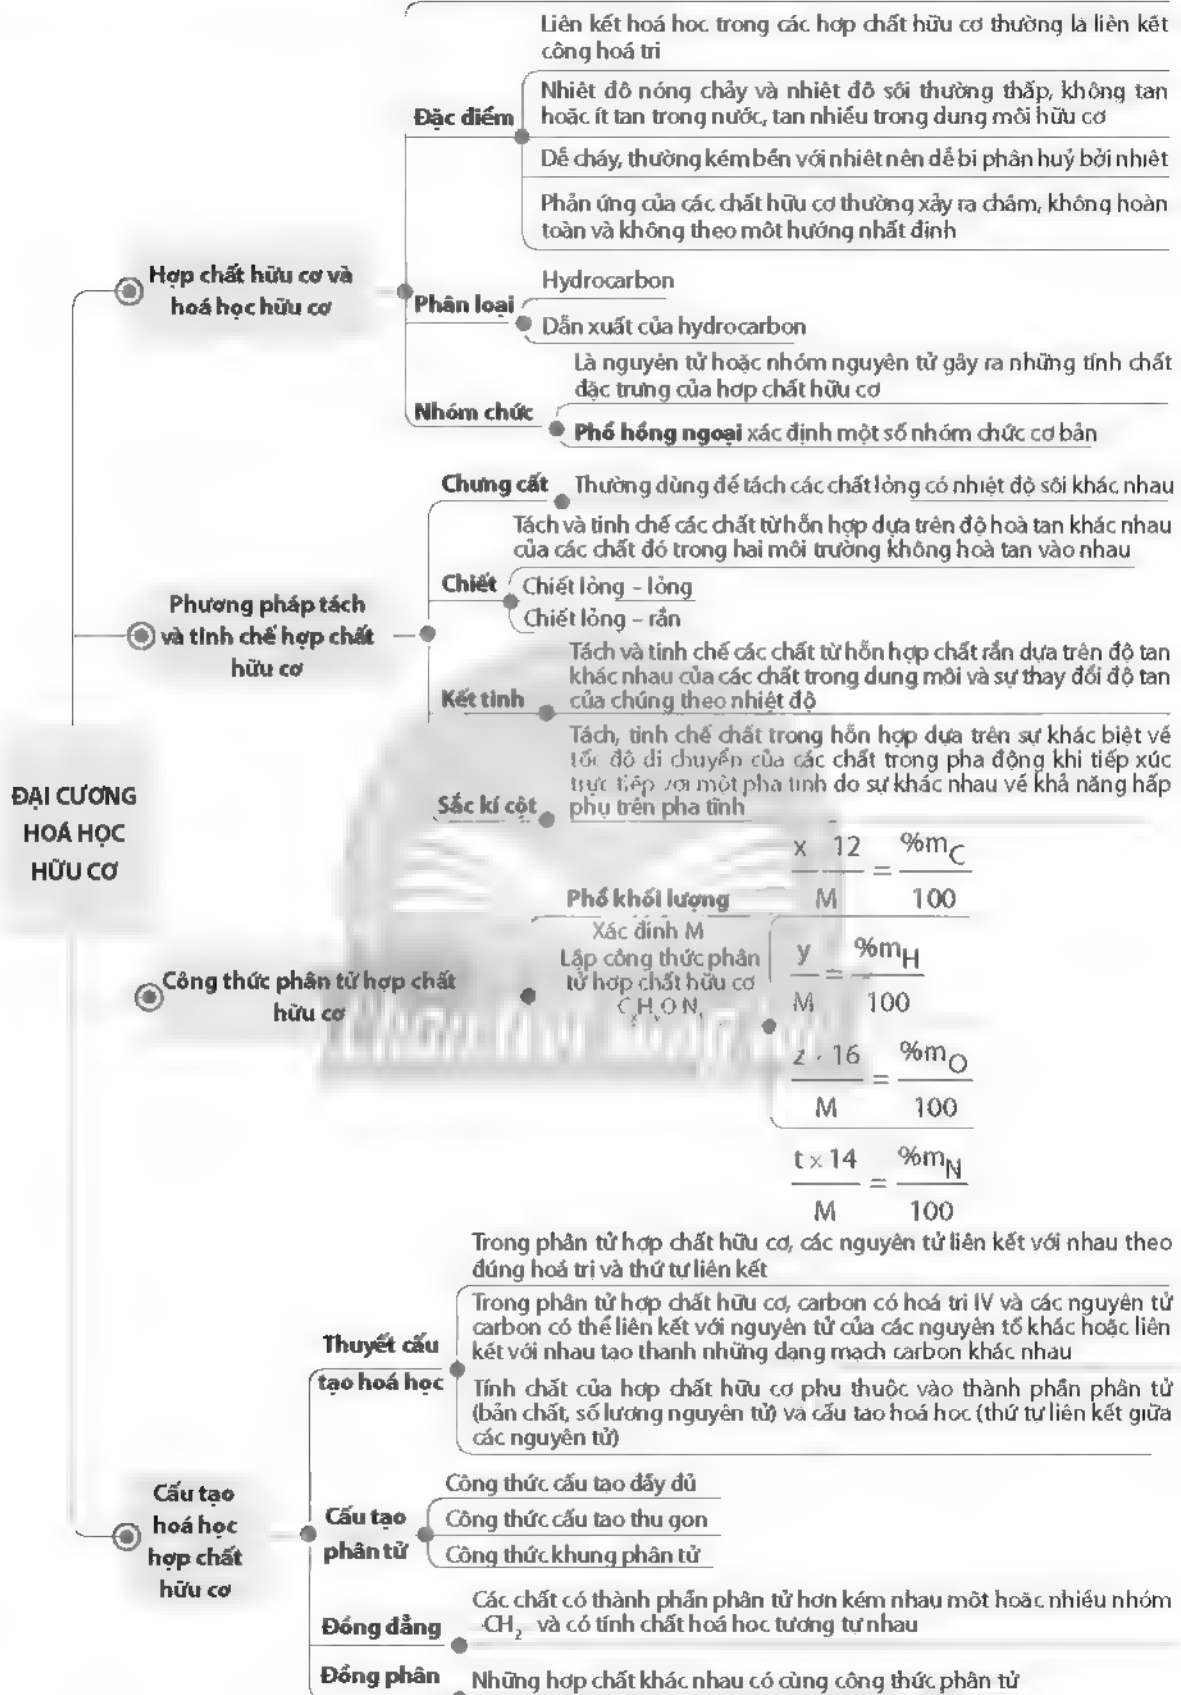 Liên kết hoá học trong các hợp chất hữu cơ thường là liên kết
cộng hoá trị
Đặc điểm
Nhiệt độ nóng chảy và nhiệt độ sôi thường thấp, không tan
hoặc ít tan trong nước, tan nhiều trong dung môi hữu cơ
Dễ cháy, thường kém bền với nhiệt nên dễ bị phân huỷ bởi nhiệt
Phản ứng của các chất hữu cơ thường xảy ra chậm, không hoàn
toàn và không theo một hướng nhất định
Hợp chất hữu cơ và
hoá học hữu cơ
Phân loại
Hydrocarbon
Dẫn xuất của hydrocarbon
Nhóm chức
Là nguyên tử hoặc nhóm nguyên tử gây ra những tính chất
đặc trưng của hợp chất hữu cơ
Phổ hồng ngoại xác định một số nhóm chức cơ bản
Phương pháp tách
và tinh chế hợp chất
hữu cơ
Chưng cất
Thường dùng để tách các chất lỏng có nhiệt độ sôi khác nhau
Chiết
Tách và tinh chế các chất từ hỗn hợp dựa trên độ hoà tan khác nhau
của các chất đó trong hai môi trường không hoà tan vào nhau
Chiết lỏng – lỏng
Chiết lỏng – rắn
Kết tinh
Tách và tinh chế các chất từ hỗn hợp chất rắn dựa trên độ tan
khác nhau của các chất trong dung môi và sự thay đổi độ tan
của chúng theo nhiệt độ
Sắc kí cột
Tách, tinh chế chất trong hỗn hợp dựa trên sự khác biệt về
tốc độ di chuyển của các chất trong pha động khi tiếp xúc
trực tiếp với một pha tĩnh do sự khác nhau về khả năng hấp
phụ trên pha tĩnh
ĐẠI CƯƠNG
HOÁ HỌC
HỮU CƠ
Công thức phân tử hợp chất
hữu cơ
Phổ khối lượng
Xác định M
Lập công thức phân
tử hợp chất hữu cơ
CₓHᵧO N
x 12 / M = %m_C / 100
y / M = %m_H / 100
z · 16 / M = %m_O / 100
t × 14 / M = %m_N / 100
Cấu tạo
hoá học
hợp chất
hữu cơ
Thuyết cấu
tạo hoá học
Trong phân tử hợp chất hữu cơ, các nguyên tử liên kết với nhau theo
đúng hoá trị và thứ tự liên kết
Trong phân tử hợp chất hữu cơ, carbon có hoá trị IV và các nguyên tử
carbon có thể liên kết với nguyên tử của các nguyên tố khác hoặc liên
kết với nhau tạo thành những dạng mạch carbon khác nhau
Tính chất của hợp chất hữu cơ phụ thuộc vào thành phần phân tử
(bản chất, số lượng nguyên tử) và cấu tạo hoá học (thứ tự liên kết giữa
các nguyên tử)
Cấu tạo
phân tử
Công thức cấu tạo đầy đủ
Công thức cấu tạo thu gọn
Công thức khung phân tử
Đồng đẳng
Các chất có thành phần phân tử hơn kém nhau một hoặc nhiều nhóm
-CH₂ và có tính chất hoá học tương tự nhau
Đồng phân
Những hợp chất khác nhau có cùng công thức phân tử